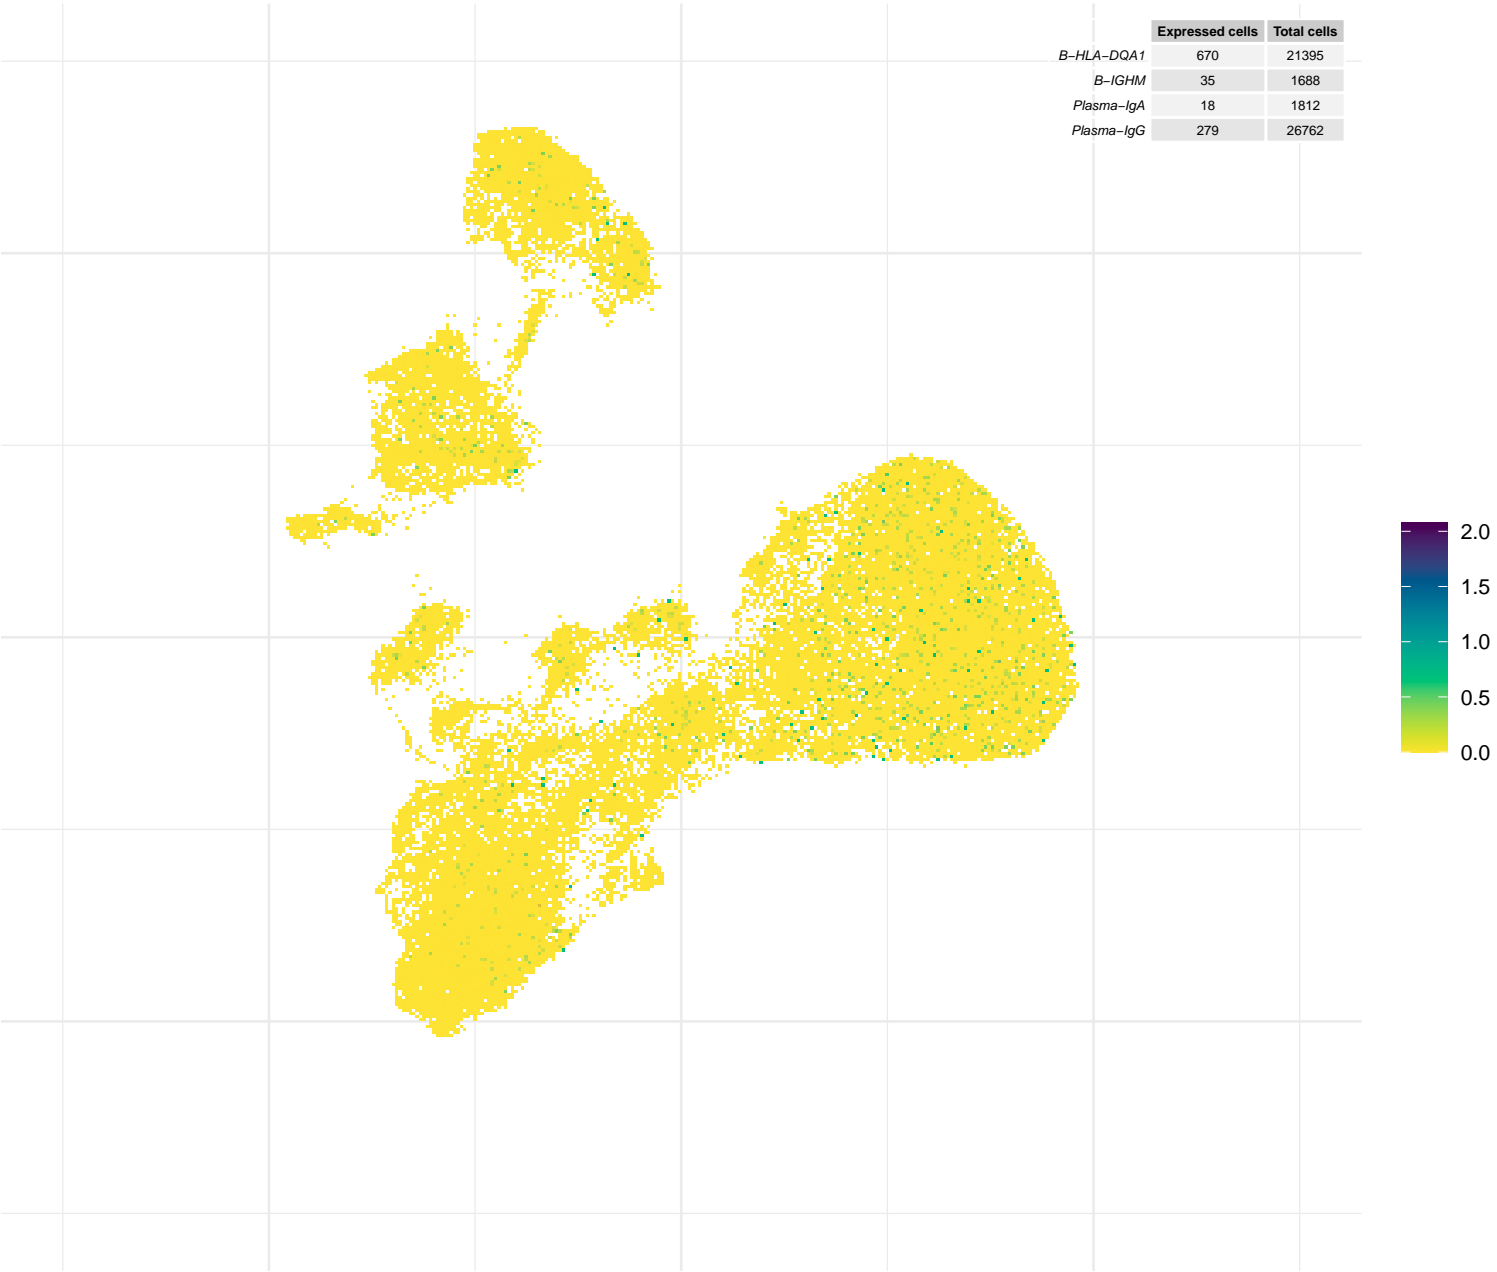 Expressed cells Total cells
B−HLA−DQA1 670 21395
B−IGHM 35 1688
Plasma−IgA 18 1812
Plasma−IgG 279 26762
2.0
1.5
1.0
0.5
0.0